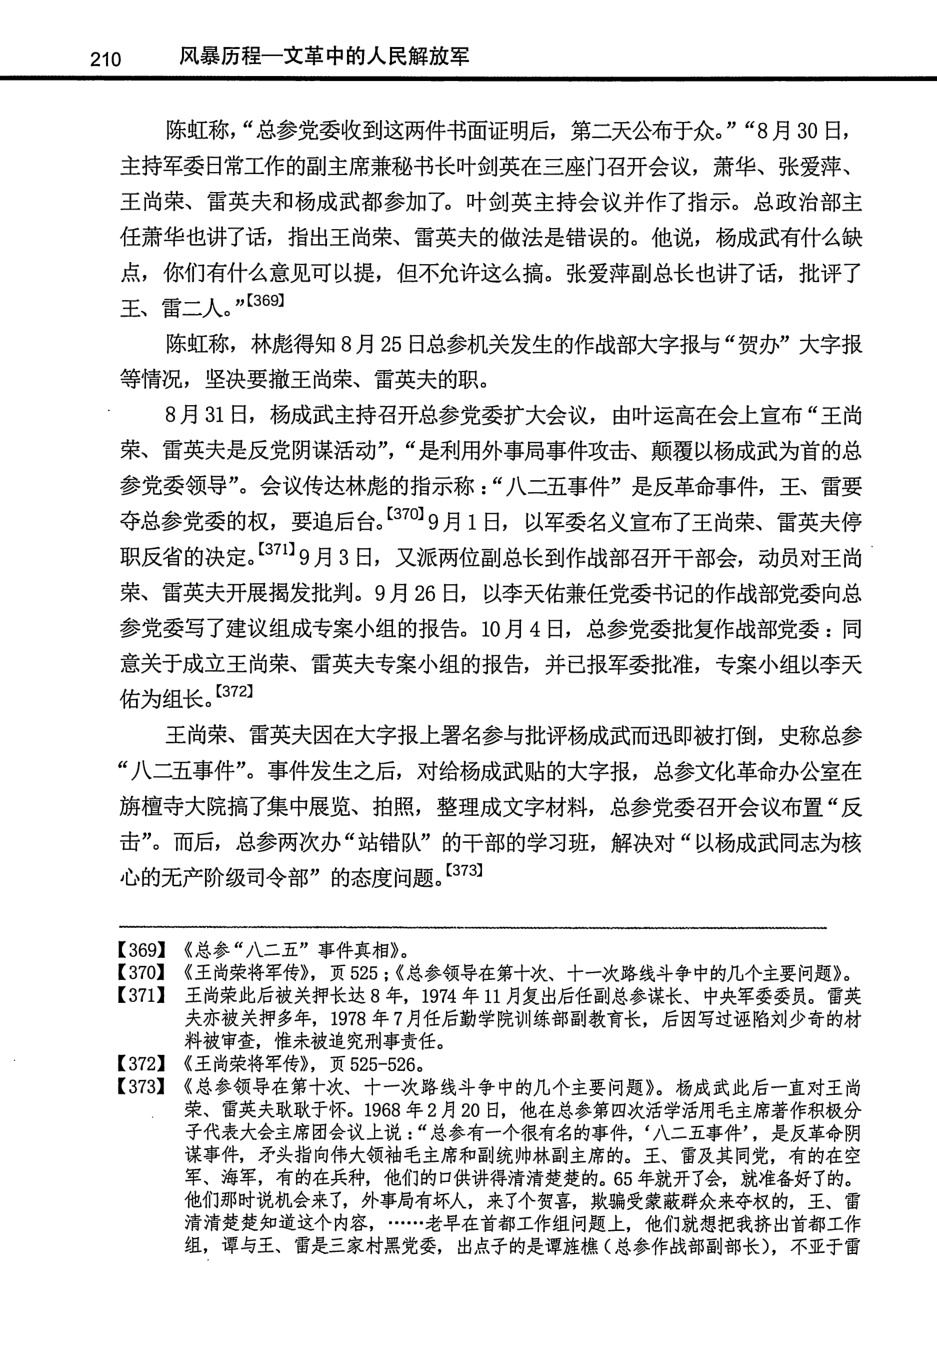 210 风暴历程—文革中的人民解放军
陈虹称，“总参党委收到这两件书面证明后，第二天公布于众。”“8月30日，
主持军委日常工作的副主席兼秘书长叶剑英在三座门召开会议，萧华、张爱萍、
王尚荣、雷英夫和杨成武都参加了。叶剑英主持会议并作了指示。总政治部主
任萧华也讲了话，指出王尚荣、雷英夫的做法是错误的。他说，杨成武有什么缺
点，你们有什么意见可以提，但不允许这么搞。张爱萍副总长也讲了话，批评了
王、雷二人。”【369】
陈虹称，林彪得知8月25日总参机关发生的作战部大字报与“贺办”大字报
等情况，坚决要撤王尚荣、雷英夫的职。
8月31日，杨成武主持召开总参党委扩大会议，由叶运高在会上宣布“王尚
荣、雷英夫是反党阴谋活动”，“是利用外事局事件攻击、颠覆以杨成武为首的总
参党委领导”。会议传达林彪的指示称：“八二五事件”是反革命事件，王、雷要
夺总参党委的权，要追后台。【370】9月1日，以军委名义宣布了王尚荣、雷英夫停
职反省的决定。【371】9月3日，又派两位副总长到作战部召开干部会，动员对王尚
荣、雷英夫开展揭发批判。9月26日，以李天佑兼任党委书记的作战部党委向总
参党委写了建议组成专案小组的报告。10月4日，总参党委批复作战部党委：同
意关于成立王尚荣、雷英夫专案小组的报告，并已报军委批准，专案小组以李天
佑为组长。【372】
王尚荣、雷英夫因在大字报上署名参与批评杨成武而迅即被打倒，史称总参
“八二五事件”。事件发生之后，对给杨成武贴的大字报，总参文化革命办公室在
旃檀寺大院搞了集中展览、拍照，整理成文字材料，总参党委召开会议布置“反
击”。而后，总参两次办“站错队”的干部的学习班，解决对“以杨成武同志为核
心的无产阶级司令部”的态度问题。【373】
【369】《总参“八二五”事件真相》。
【370】《王尚荣将军传》，页525；《总参领导在第十次、十一次路线斗争中的几个主要问题》。
【371】 王尚荣此后被关押长达8年，1974年11月复出后任副总参谋长、中央军委委员。雷英
夫亦被关押多年，1978年7月任后勤学院训练部副教育长，后因写过诬陷刘少奇的材
料被审查，惟未被追究刑事责任。
【372】《王尚荣将军传》，页525-526。
【373】《总参领导在第十次、十一次路线斗争中的几个主要问题》。杨成武此后一直对王尚
荣、雷英夫耿耿于怀。1968年2月20日，他在总参第四次活学活用毛主席著作积极分
子代表大会主席团会议上说：“总参有一个很有名的事件，‘八二五事件’，是反革命阴
谋事件，矛头指向伟大领袖毛主席和副统帅林副主席的。王、雷及其同党，有的在空
军、海军，有的在兵种，他们的口供讲得清清楚楚的。65年就开了会，就准备好了的。
他们那时说机会来了，外事局有坏人，来了个贺喜，欺骗受蒙蔽群众来夺权的，王、雷
清清楚楚知道这个内容，……老早在首都工作组问题上，他们就想把我挤出首都工作
组，谭与王、雷是三家村黑党委，出点子的是谭旌樵（总参作战部副部长），不亚于雷